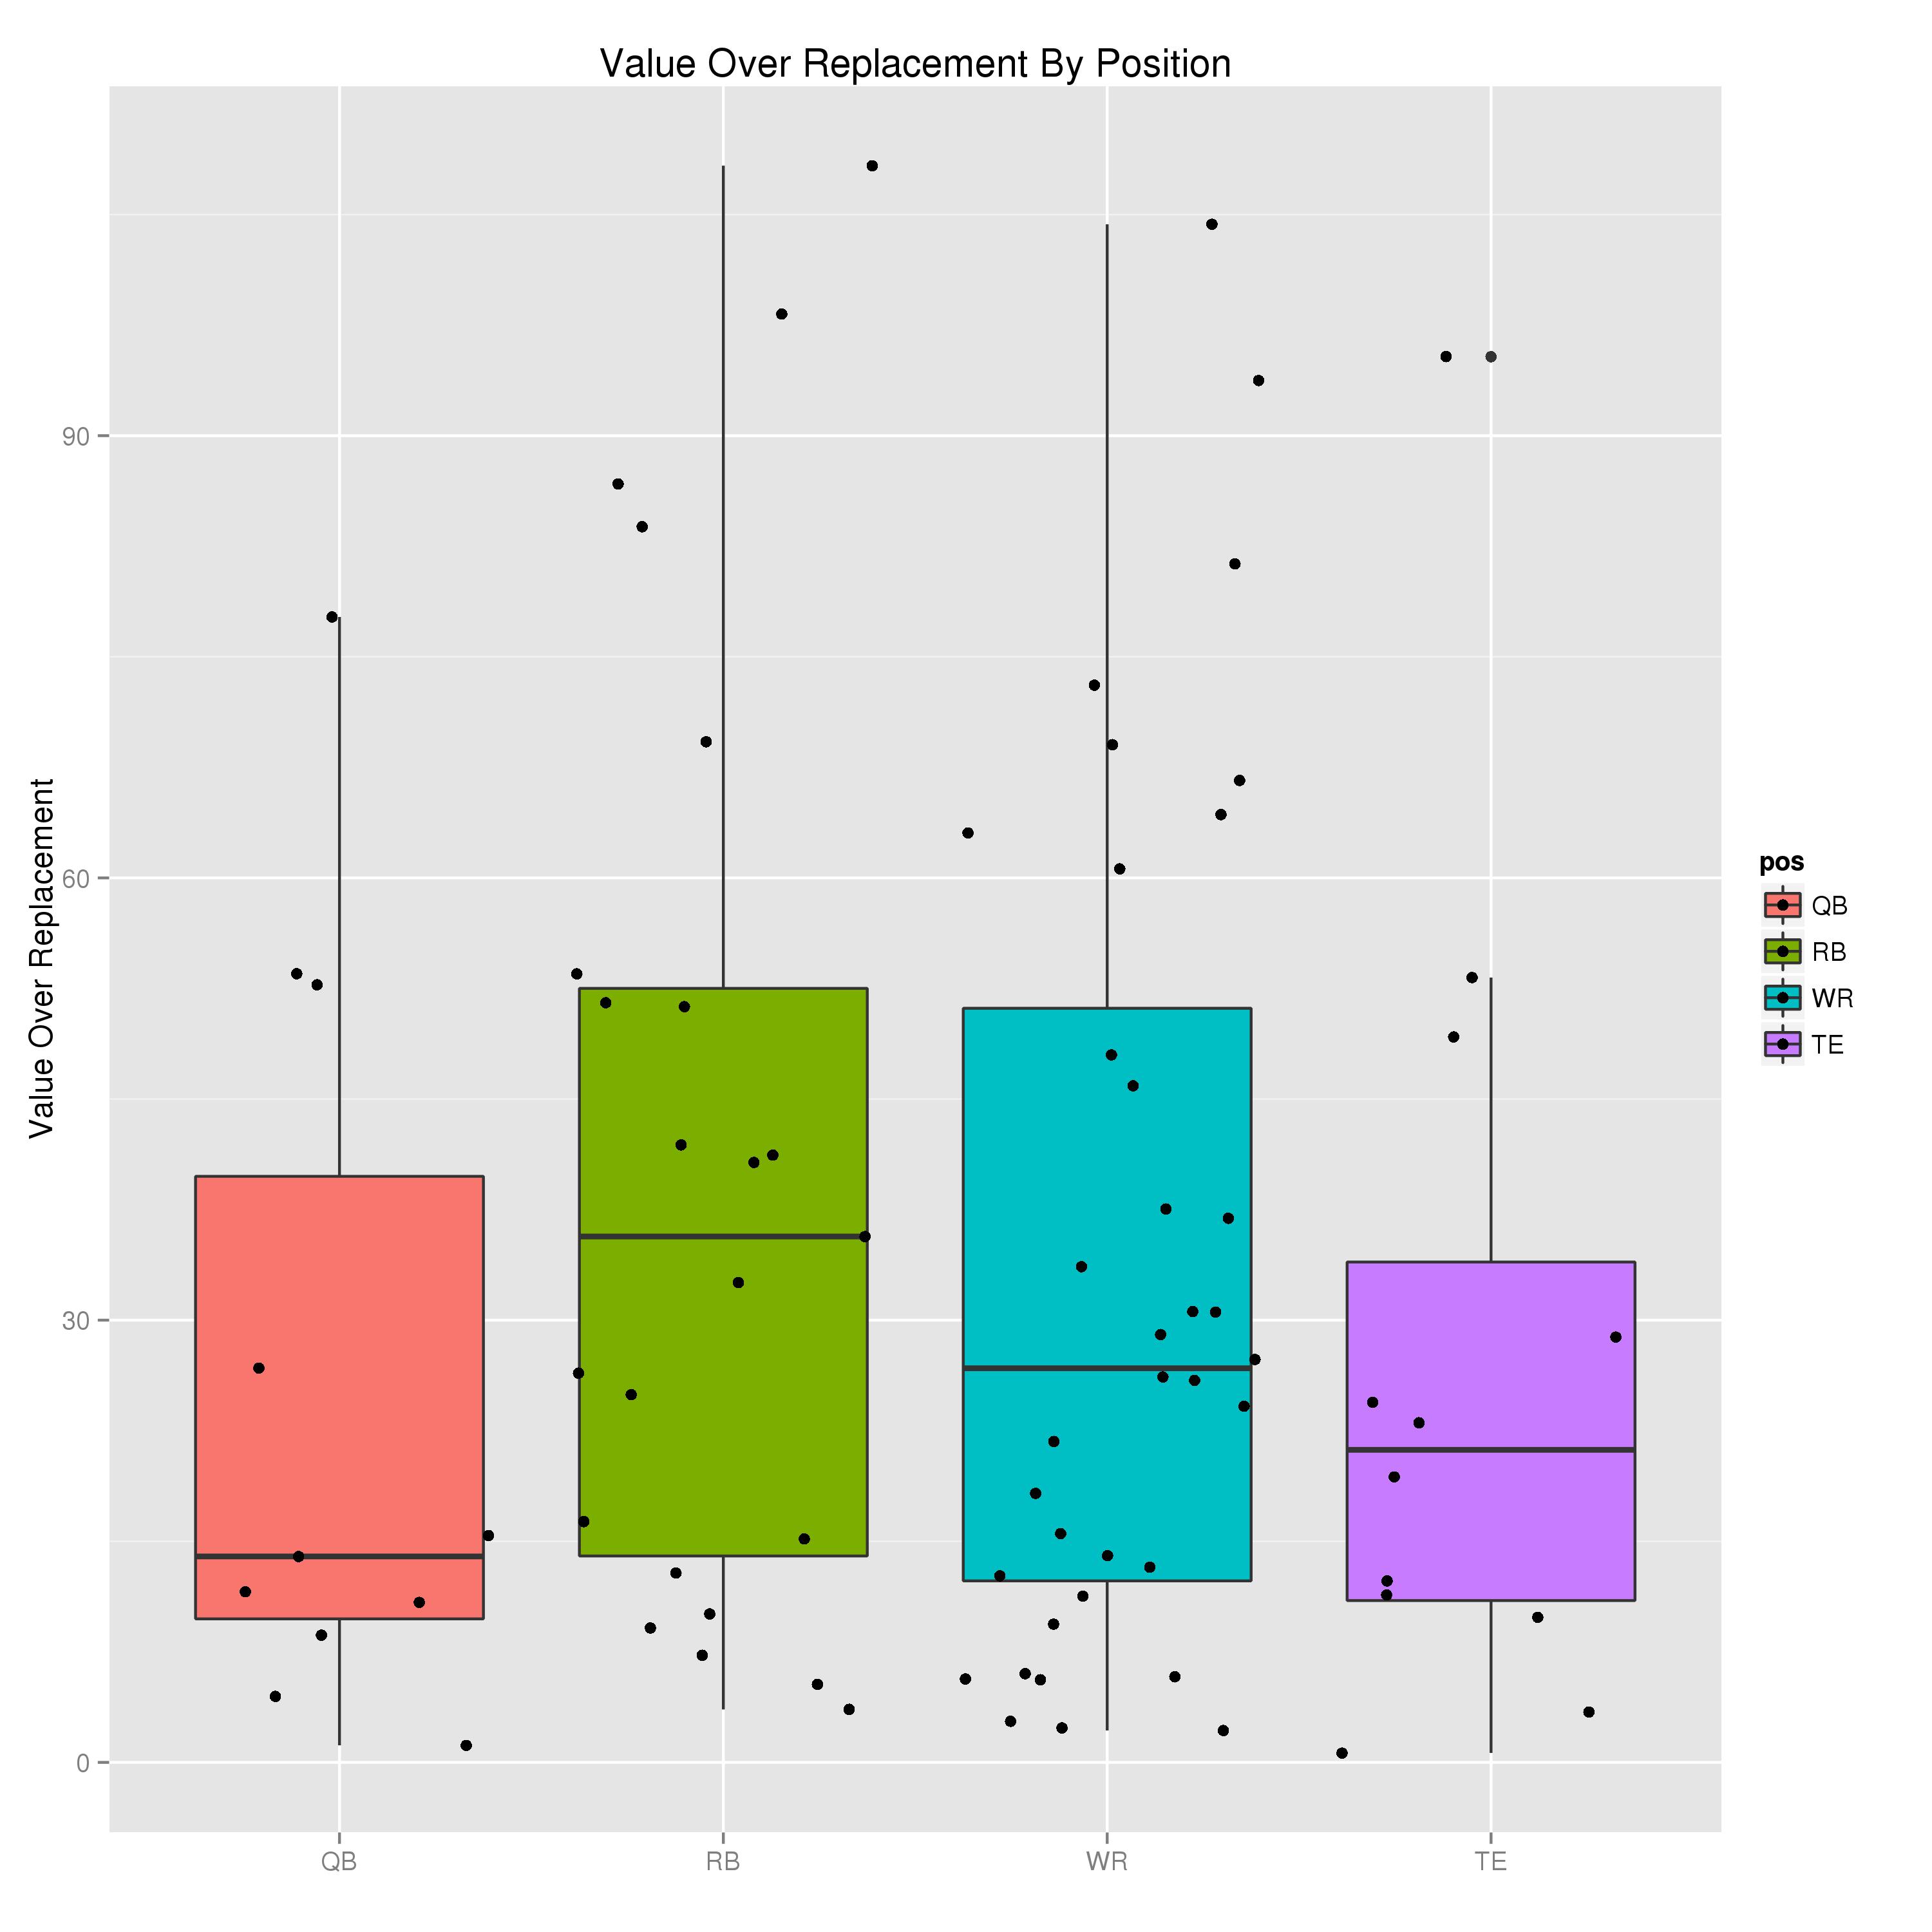 Value Over Replacement By Position
Value Over Replacement
90
60
30
0
QB
RB
WR
TE
pos
QB
RB
WR
TE